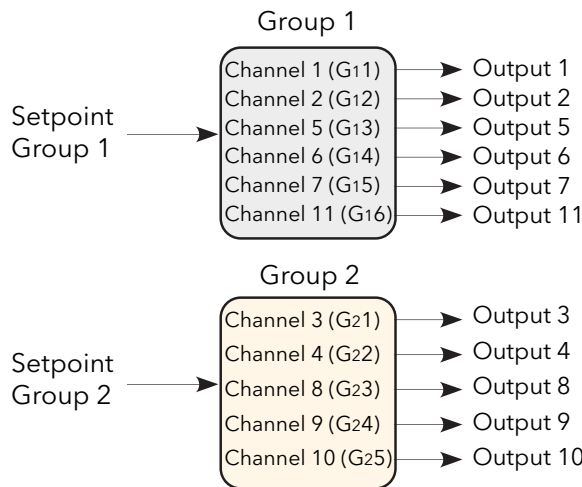 Group 1
Setpoint
Group 1
Channel 1 (G11) Output 1
Channel 2 (G12) Output 2
Channel 5 (G13) Output 5
Channel 6 (G14) Output 6
Channel 7 (G15) Output 7
Channel 11 (G16) Output 11
Group 2
Setpoint
Group 2
Channel 3 (G21) Output 3
Channel 4 (G22) Output 4
Channel 8 (G23) Output 8
Channel 9 (G24) Output 9
Channel 10 (G25) Output 10